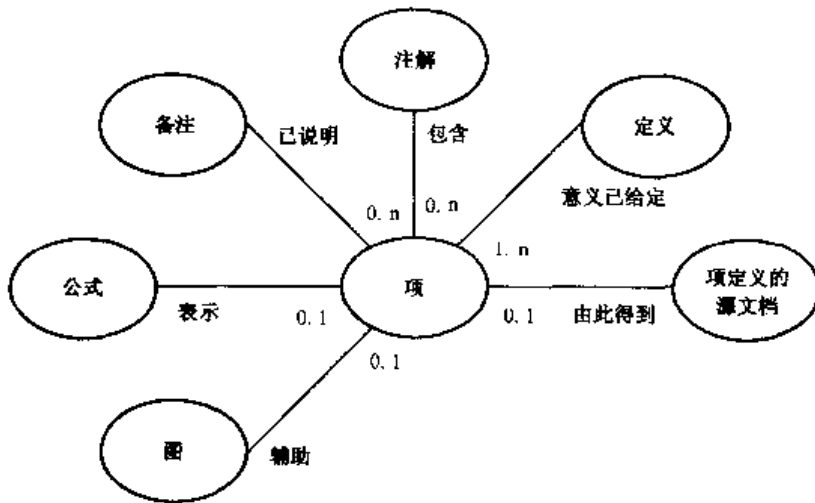 注解
备注
定义
已说明
包含
意义已给定
0. n
0. n
1. n
公式
项
项定义的
源文档
表示
0. 1
0. 1
由此得到
0. 1
图
辅助